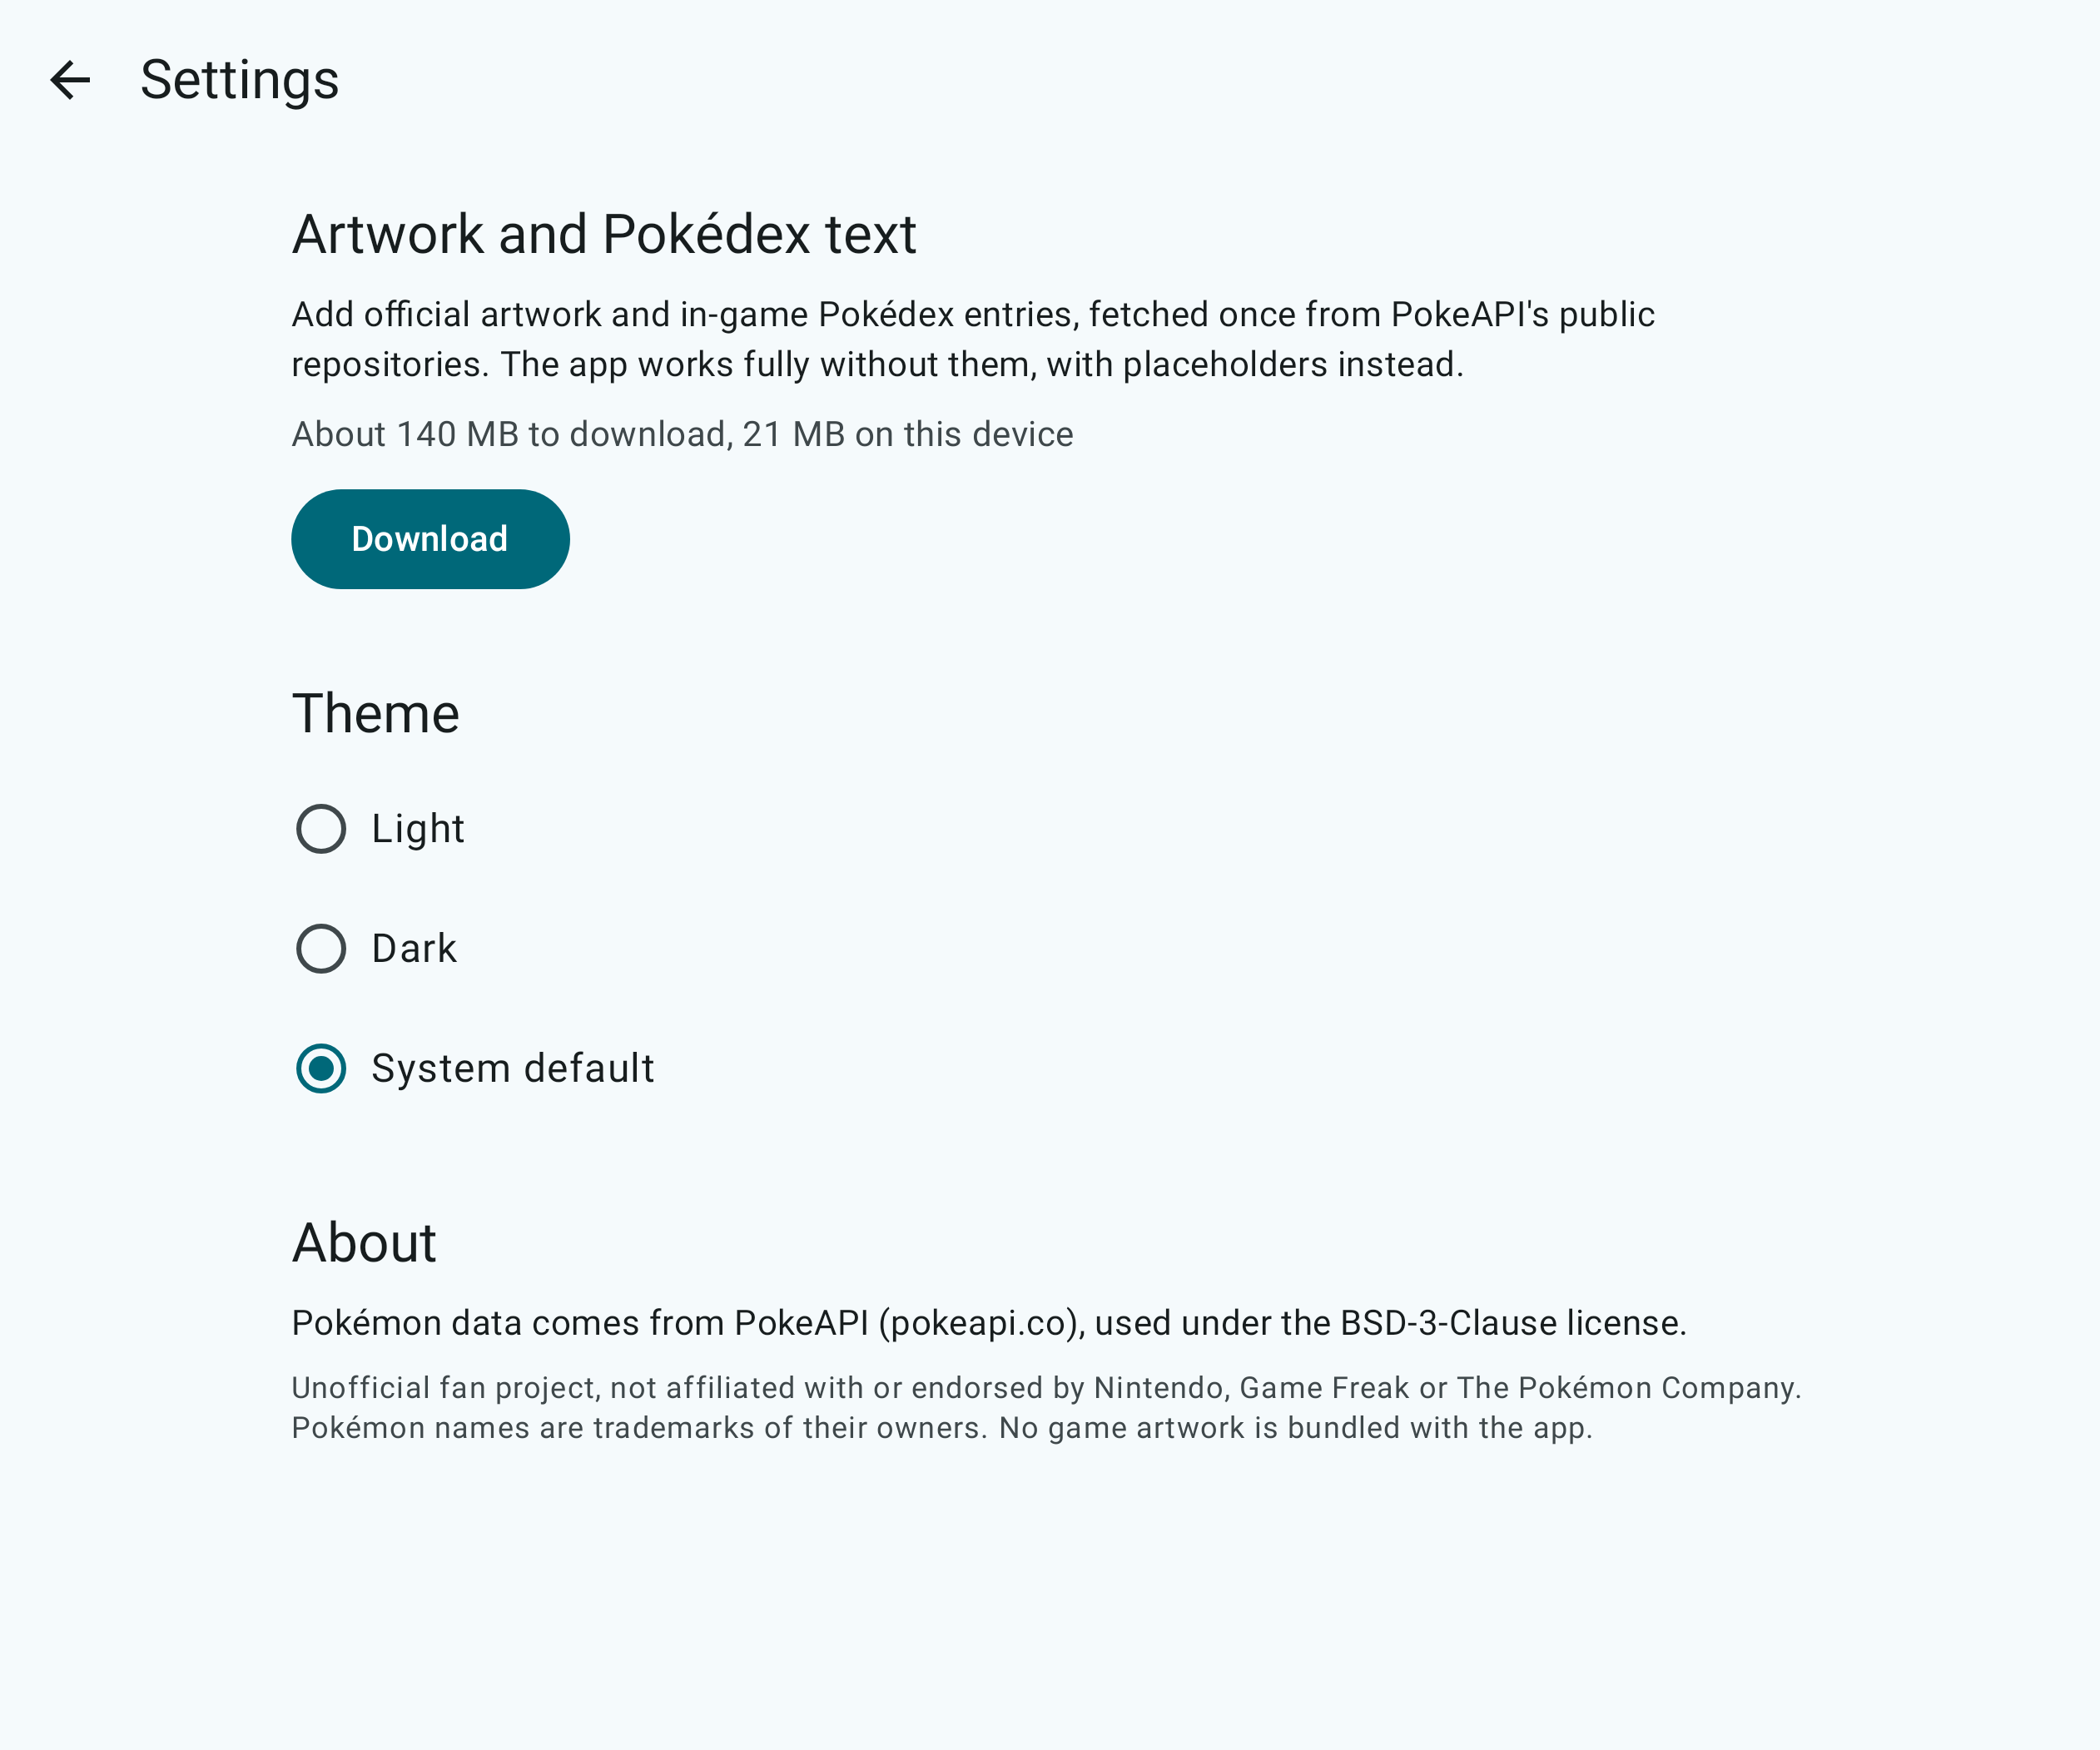 Settings
Artwork and Pokédex text
Add official artwork and in-game Pokédex entries, fetched once from PokeAPI's public
repositories. The app works fully without them, with placeholders instead.
About 140 MB to download, 21 MB on this device
Download
Theme
Light
Dark
System default
About
Pokémon data comes from PokeAPI (pokeapi.co), used under the BSD-3-Clause license.
Unofficial fan project, not affiliated with or endorsed by Nintendo, Game Freak or The Pokémon Company.
Pokémon names are trademarks of their owners. No game artwork is bundled with the app.